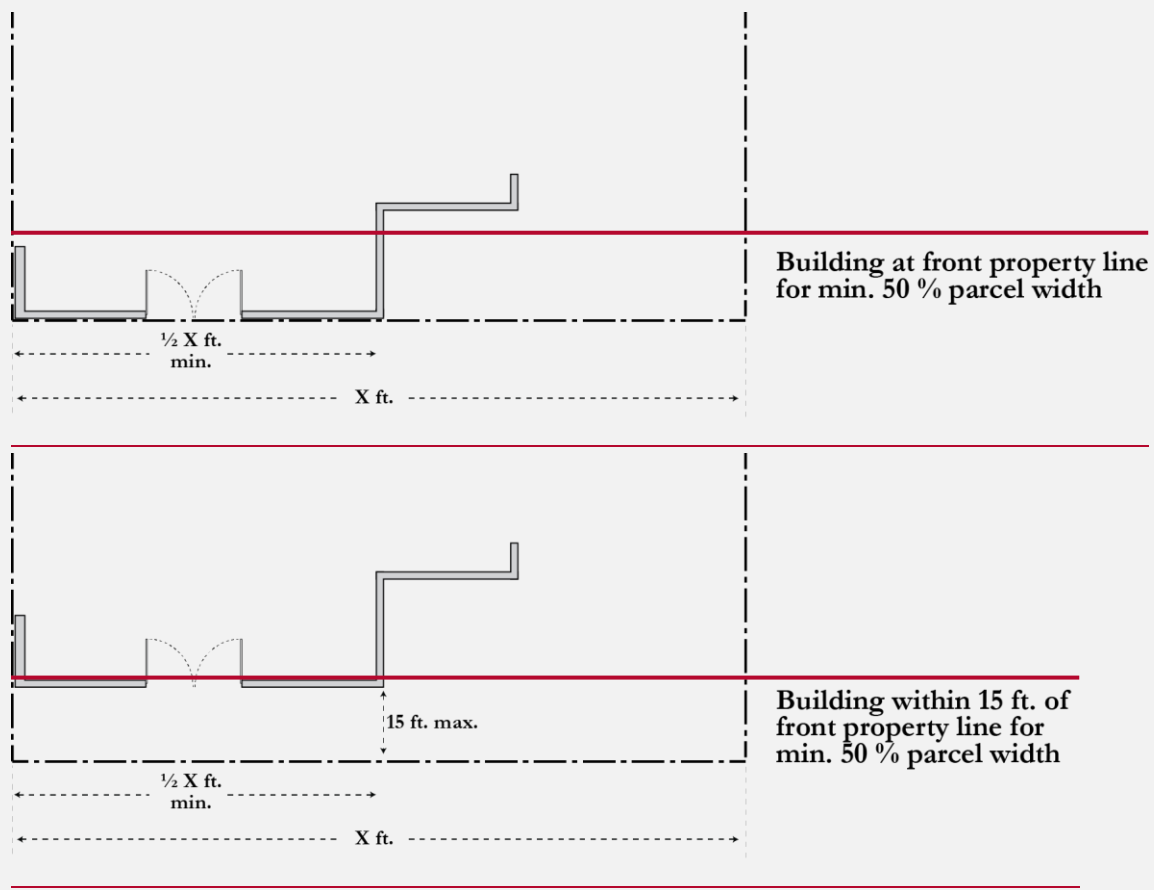 Building at front property line
for min. 50 % parcel width
½ X ft.
min.
X ft.
Building within 15 ft. of
front property line for
min. 50 % parcel width
15 ft. max.
½ X ft.
min.
X ft.